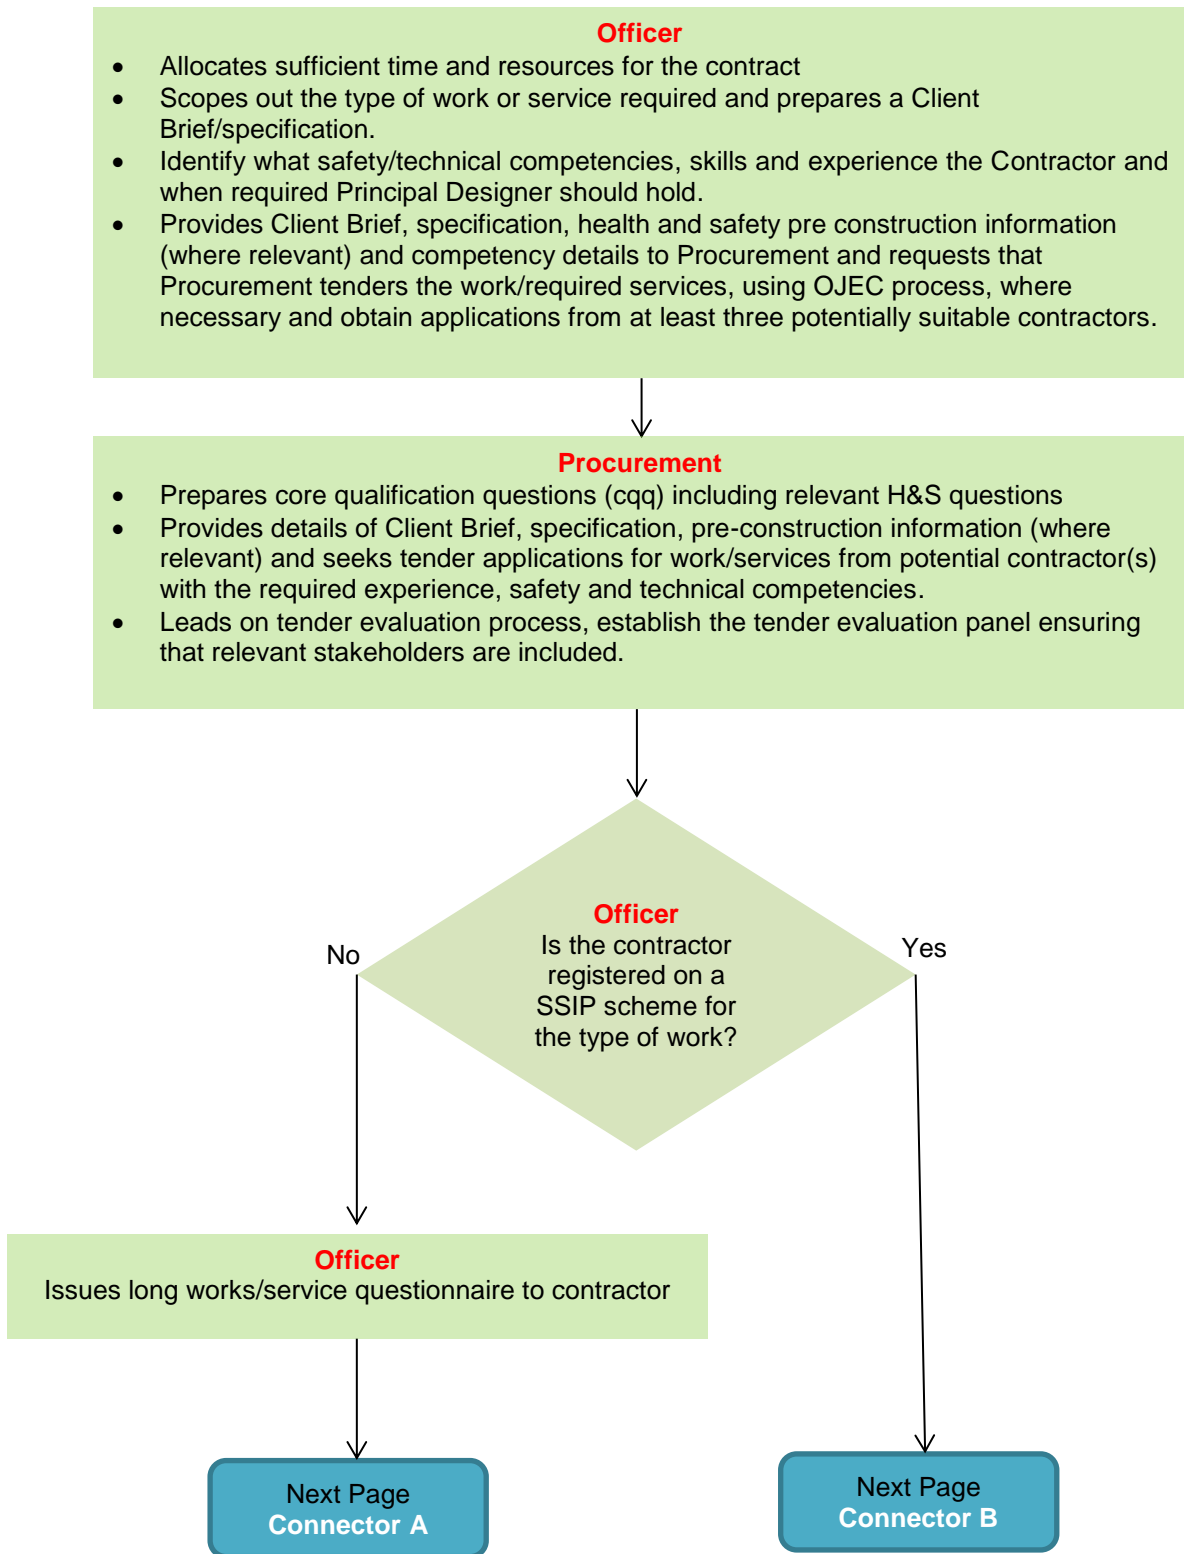 Officer
• Allocates sufficient time and resources for the contract
• Scopes out the type of work or service required and prepares a Client
Brief/specification.
• Identify what safety/technical competencies, skills and experience the Contractor and
when required Principal Designer should hold.
• Provides Client Brief, specification, health and safety pre construction information
(where relevant) and competency details to Procurement and requests that
Procurement tenders the work/required services, using OJEC process, where
necessary and obtain applications from at least three potentially suitable contractors.
Procurement
• Prepares core qualification questions (cqq) including relevant H&S questions
• Provides details of Client Brief, specification, pre-construction information (where
relevant) and seeks tender applications for work/services from potential contractor(s)
with the required experience, safety and technical competencies.
• Leads on tender evaluation process, establish the tender evaluation panel ensuring
that relevant stakeholders are included.
Officer
Is the contractor
registered on a
SSIP scheme for
the type of work?
No
Yes
Officer
Issues long works/service questionnaire to contractor
Next Page
Connector A
Next Page
Connector B